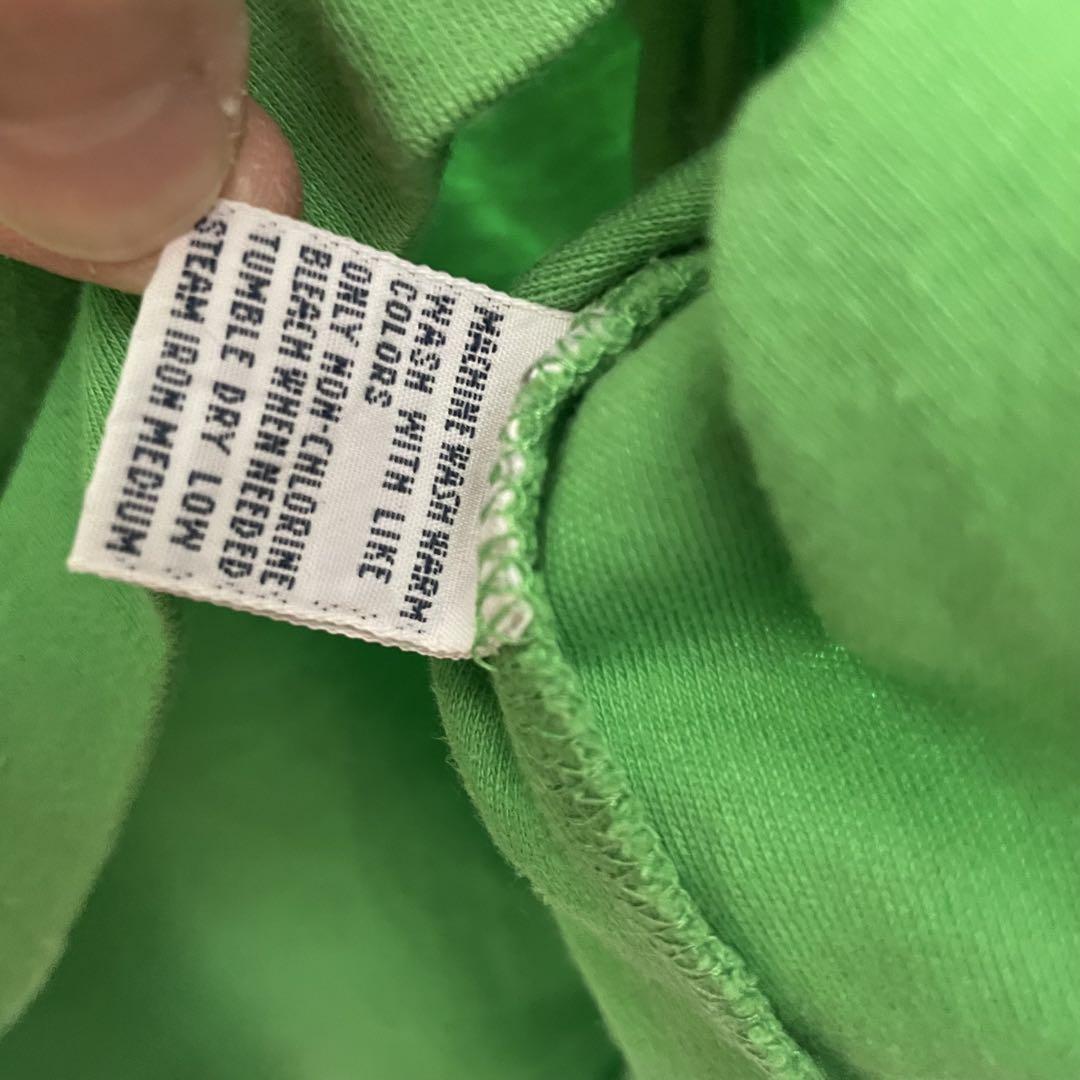 MACHINE WASH WARM
WASH WITH LIKE
COLORS
ONLY NON-CHLORINE
BLEACH WHEN NEEDED
TUMBLE DRY LOW
STEAM IRON MEDIUM